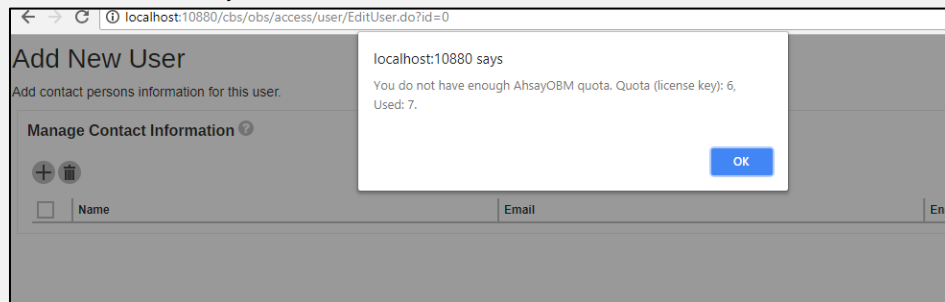 localhost:10880/cbs/obs/access/user/EditUser.do?id=0
Add New User
Add contact persons information for this user.
Manage Contact Information
localhost:10880 says
You do not have enough AhsayOBM quota. Quota (license key): 6,
Used: 7.
OK
Name Email En